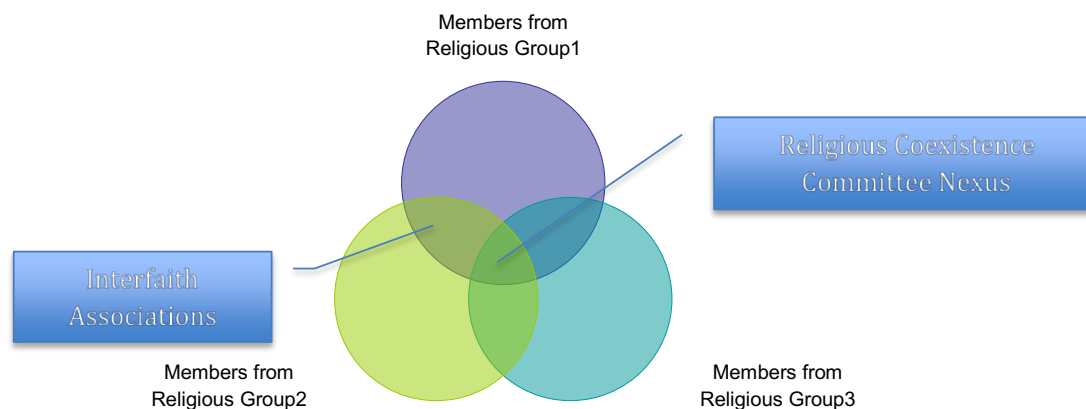 Members from
Religious Group1
Religious Coexistence
Committee Nexus
Interfaith
Associations
Members from
Religious Group2
Members from
Religious Group3